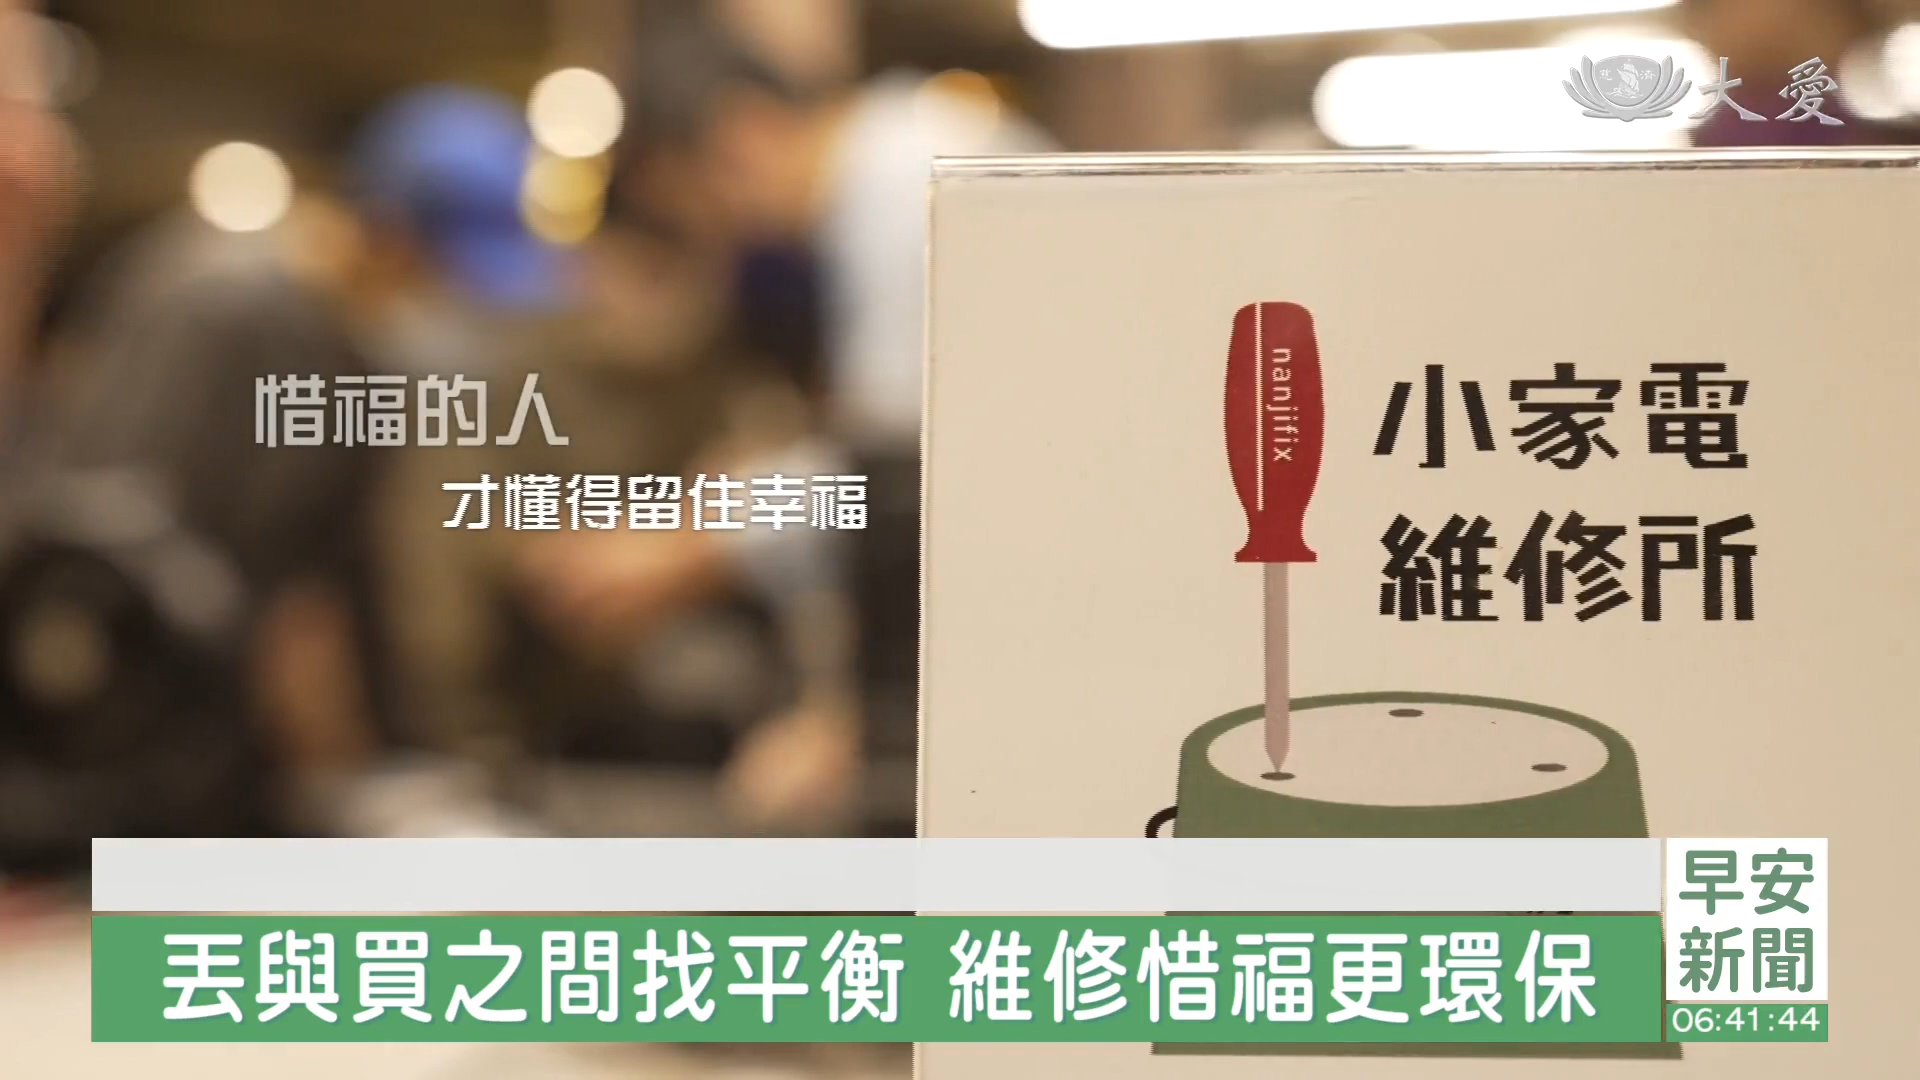 大愛
慈濟
惜福的人
才懂得留住幸福
nanjifix
小家電
維修所
丟與買之間找平衡 維修惜福更環保
早安
新聞
06:41:44